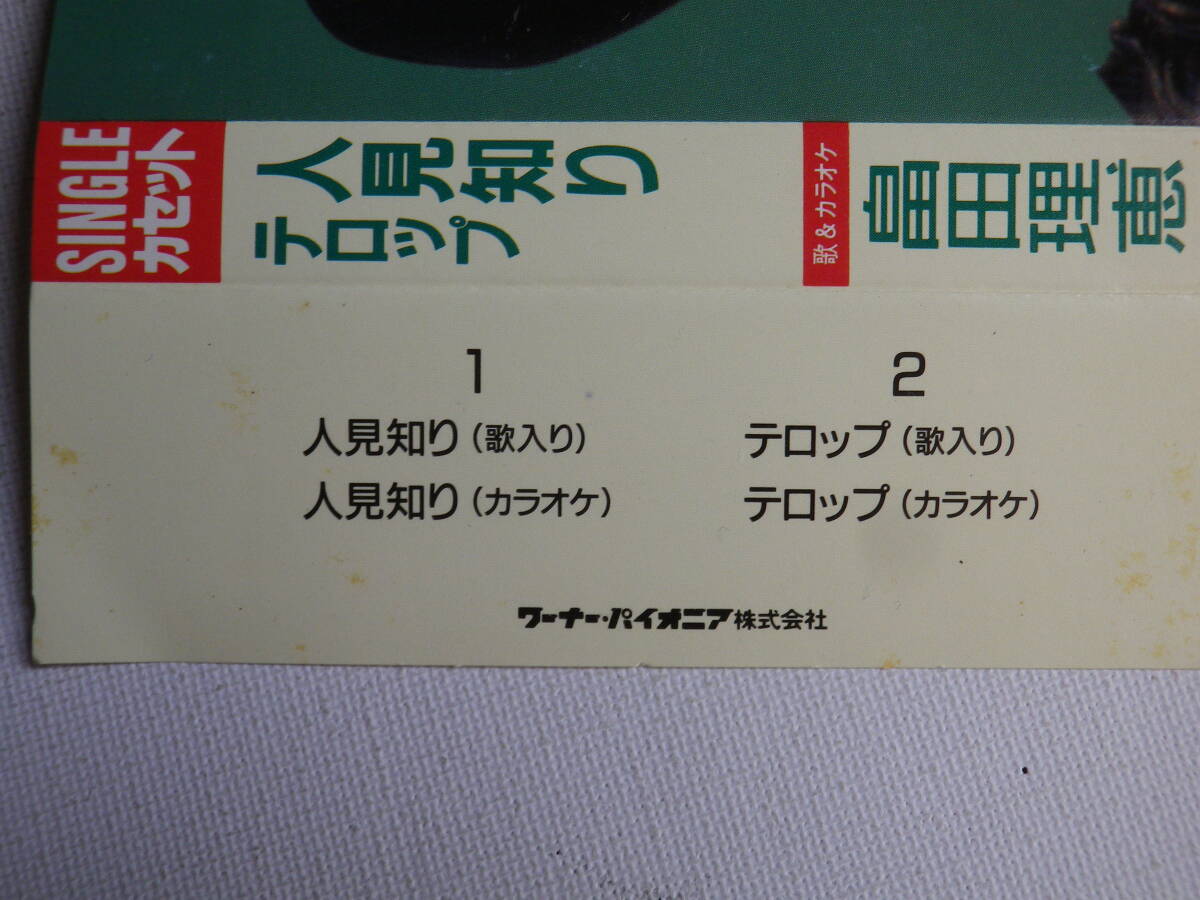 SINGLE
カセット
人見知り
テロップ
歌&カラオケ
畠田理恵
1
人見知り(歌入り)
人見知り(カラオケ)
2
テロップ(歌入り)
テロップ(カラオケ)
ワーナー・パイオニア株式会社